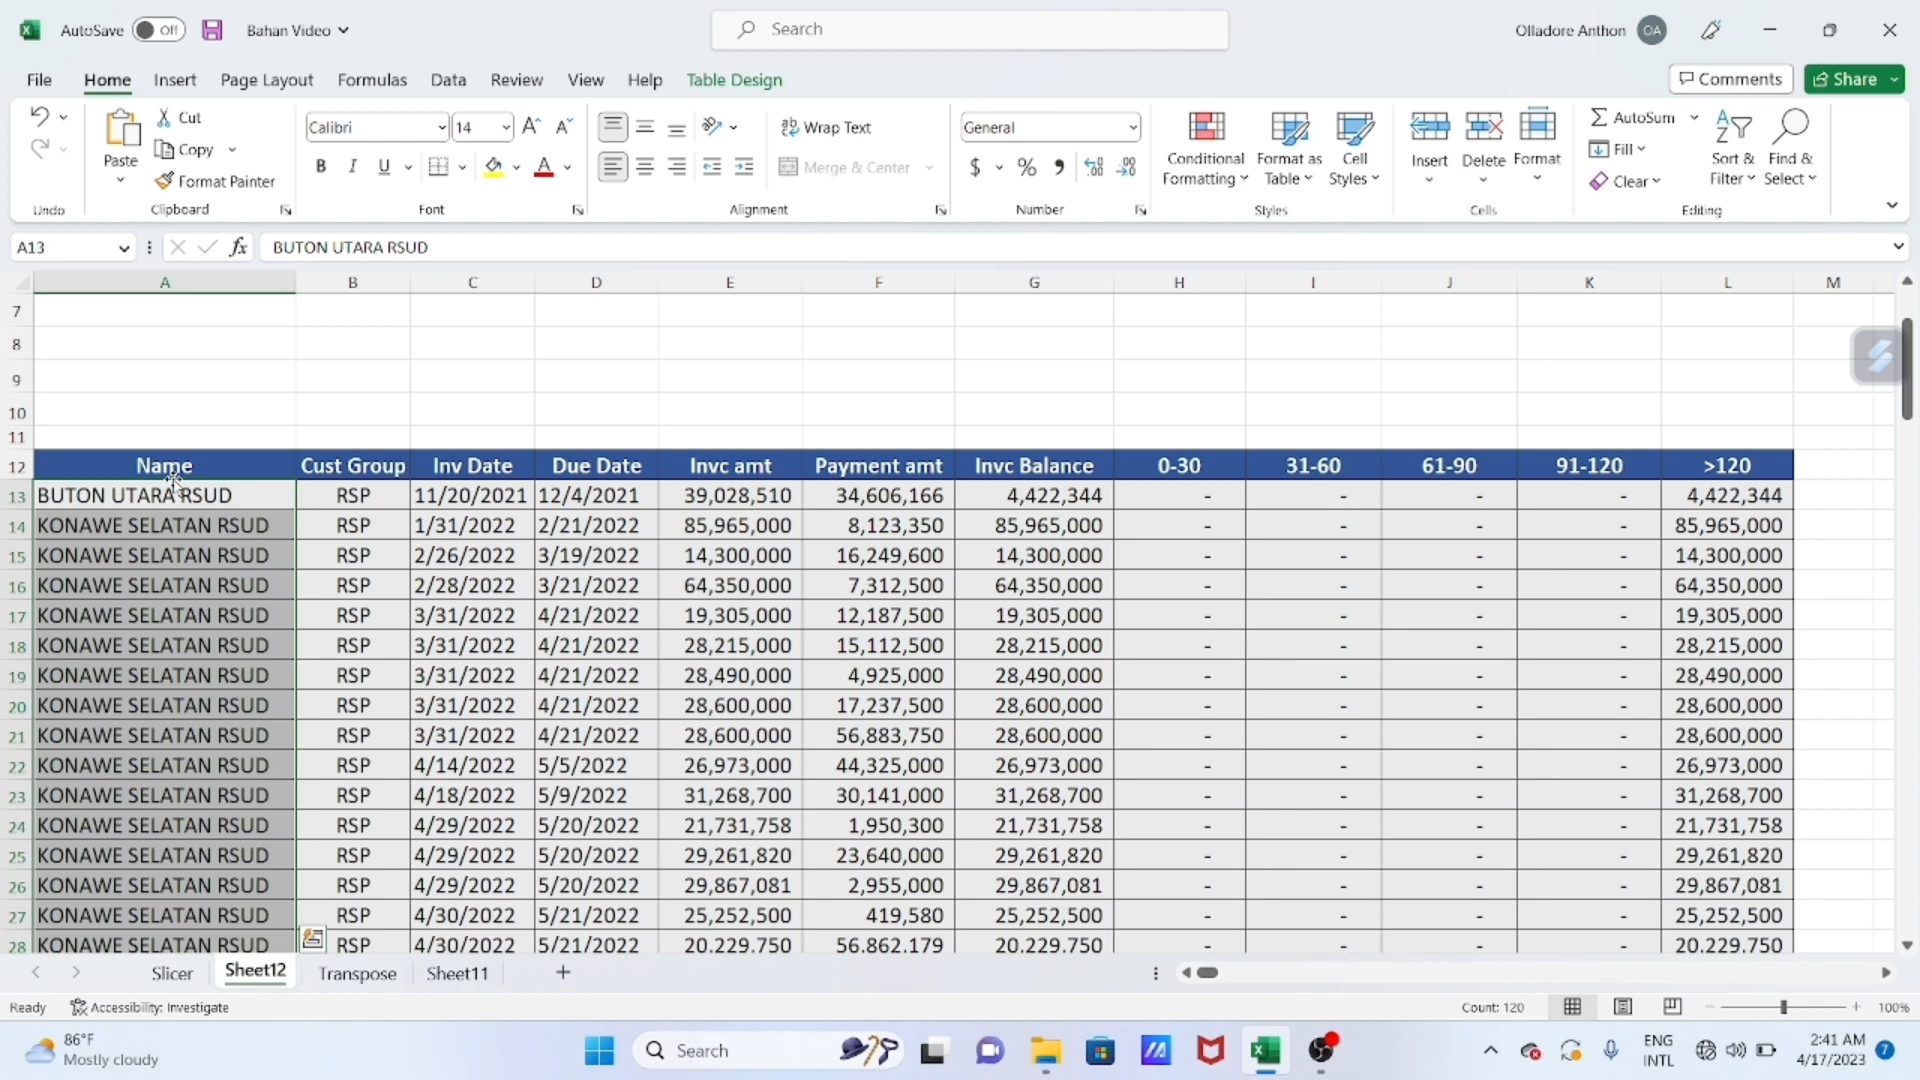 AutoSave Off Bahan Video Search Olladore Anthon OA
File Home Insert Page Layout Formulas Data Review View Help Table Design Comments Share
Paste Cut Copy Format Painter Clipboard
Calibri 14 B I U A Font
Wrap Text Merge & Center Alignment
General $ % Number
Conditional Formatting Format as Table Cell Styles Styles
Insert Delete Format Cells
AutoSum Fill Clear Sort & Filter Find & Select Editing
Undo
A13 fx BUTON UTARA RSUD
A B C D E F G H I J K L M
7
8
9
10
11
12 Name Cust Group Inv Date Due Date Invc amt Payment amt Invc Balance 0-30 31-60 61-90 91-120 >120
13 BUTON UTARA RSUD RSP 11/20/2021 12/4/2021 39,028,510 34,606,166 4,422,344 - - - - 4,422,344
14 KONAWE SELATAN RSUD RSP 1/31/2022 2/21/2022 85,965,000 8,123,350 85,965,000 - - - - 85,965,000
15 KONAWE SELATAN RSUD RSP 2/26/2022 3/19/2022 14,300,000 16,249,600 14,300,000 - - - - 14,300,000
16 KONAWE SELATAN RSUD RSP 2/28/2022 3/21/2022 64,350,000 7,312,500 64,350,000 - - - - 64,350,000
17 KONAWE SELATAN RSUD RSP 3/31/2022 4/21/2022 19,305,000 12,187,500 19,305,000 - - - - 19,305,000
18 KONAWE SELATAN RSUD RSP 3/31/2022 4/21/2022 28,215,000 15,112,500 28,215,000 - - - - 28,215,000
19 KONAWE SELATAN RSUD RSP 3/31/2022 4/21/2022 28,490,000 4,925,000 28,490,000 - - - - 28,490,000
20 KONAWE SELATAN RSUD RSP 3/31/2022 4/21/2022 28,600,000 17,237,500 28,600,000 - - - - 28,600,000
21 KONAWE SELATAN RSUD RSP 3/31/2022 4/21/2022 28,600,000 56,883,750 28,600,000 - - - - 28,600,000
22 KONAWE SELATAN RSUD RSP 4/14/2022 5/5/2022 26,973,000 44,325,000 26,973,000 - - - - 26,973,000
23 KONAWE SELATAN RSUD RSP 4/18/2022 5/9/2022 31,268,700 30,141,000 31,268,700 - - - - 31,268,700
24 KONAWE SELATAN RSUD RSP 4/29/2022 5/20/2022 21,731,758 1,950,300 21,731,758 - - - - 21,731,758
25 KONAWE SELATAN RSUD RSP 4/29/2022 5/20/2022 29,261,820 23,640,000 29,261,820 - - - - 29,261,820
26 KONAWE SELATAN RSUD RSP 4/29/2022 5/20/2022 29,867,081 2,955,000 29,867,081 - - - - 29,867,081
27 KONAWE SELATAN RSUD RSP 4/30/2022 5/21/2022 25,252,500 419,580 25,252,500 - - - - 25,252,500
28 KONAWE SELATAN RSUD RSP 4/30/2022 5/21/2022 20,229,750 56,862,179 20,229,750 - - - - 20,229,750
Slicer Sheet12 Transpose Sheet11
Ready Accessibility: Investigate Count: 120 100%
86°F Mostly cloudy Search ENG INTL 2:41 AM 4/17/2023 7